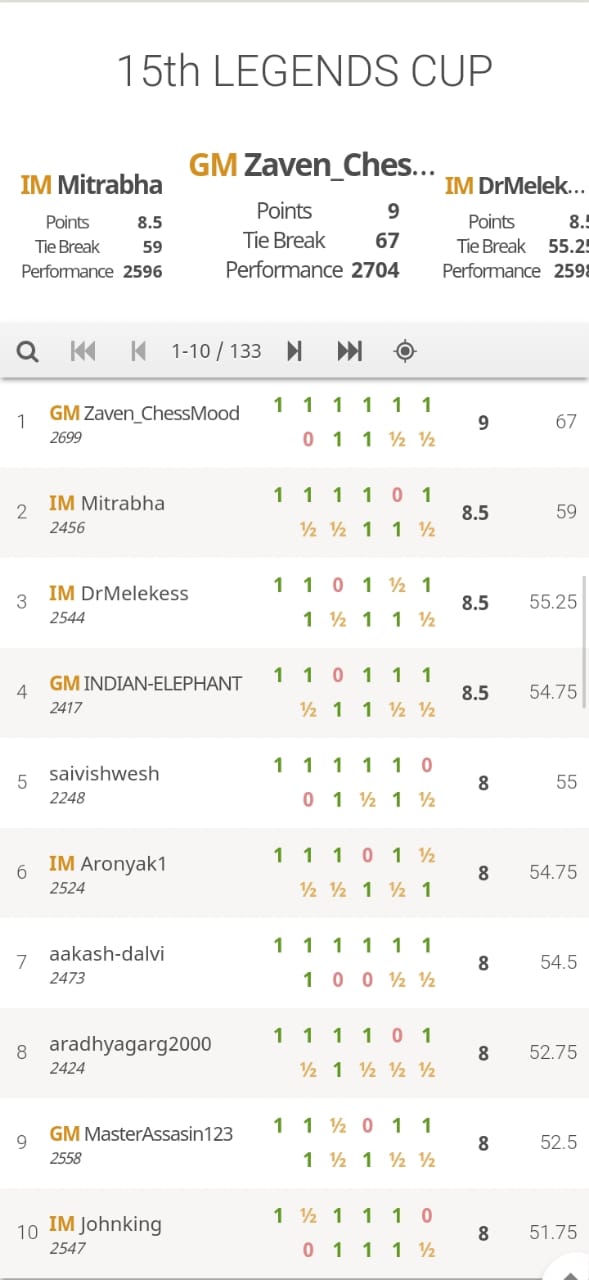 15th LEGENDS CUP
GM Zaven_Ches...
IM Mitrabha
IM DrMelek...
Points 8.5
Points 9
Points 8.
Tie Break 59
Tie Break 67
Tie Break 55.25
Performance 2596
Performance 2704
Performance 2598
1-10 / 133
1 GM Zaven_ChessMood 1 1 1 1 1 1 9 67
2699 0 1 1 ½ ½
2 IM Mitrabha 1 1 1 1 0 1 8.5 59
2456 ½ ½ 1 1 ½
3 IM DrMelekess 1 1 0 1 ½ 1 8.5 55.25
2544 1 ½ 1 1 ½
4 GM INDIAN-ELEPHANT 1 1 0 1 1 1 8.5 54.75
2417 ½ 1 1 ½ ½
5 saivishwesh 1 1 1 1 1 0 8 55
2248 0 1 ½ 1 ½
6 IM Aronyak1 1 1 1 0 1 ½ 8 54.75
2524 ½ ½ 1 ½ 1
7 aakash-dalvi 1 1 1 1 1 1 8 54.5
2473 1 0 0 ½ ½
8 aradhyagarg2000 1 1 1 1 0 1 8 52.75
2424 ½ 1 ½ ½ ½
9 GM MasterAssasin123 1 1 ½ 0 1 1 8 52.5
2558 1 ½ 1 ½ ½
10 IM Johnking 1 ½ 1 1 1 0 8 51.75
2547 0 1 1 1 ½